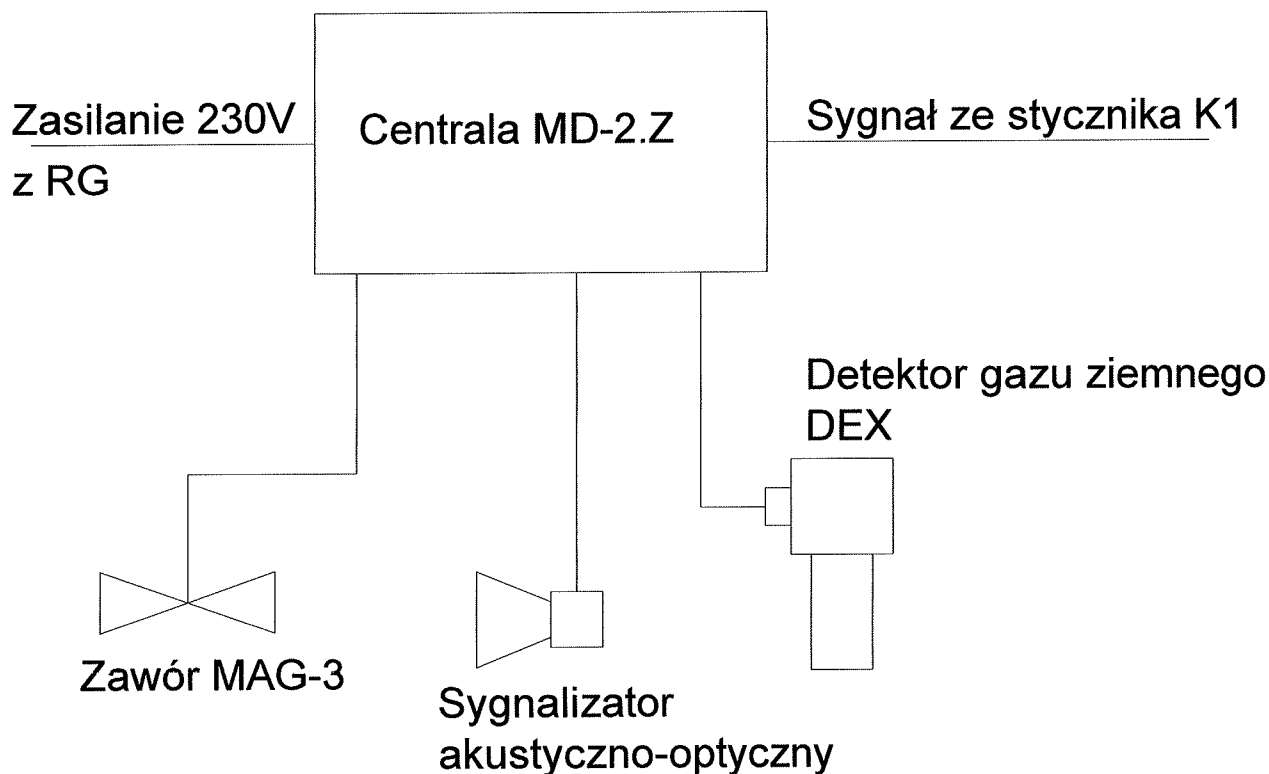 Zasilanie 230V
z RG
Centrala MD-2.Z
Sygnał ze stycznika K1
Detektor gazu ziemnego
DEX
Zawór MAG-3
Sygnalizator
akustyczno-optyczny